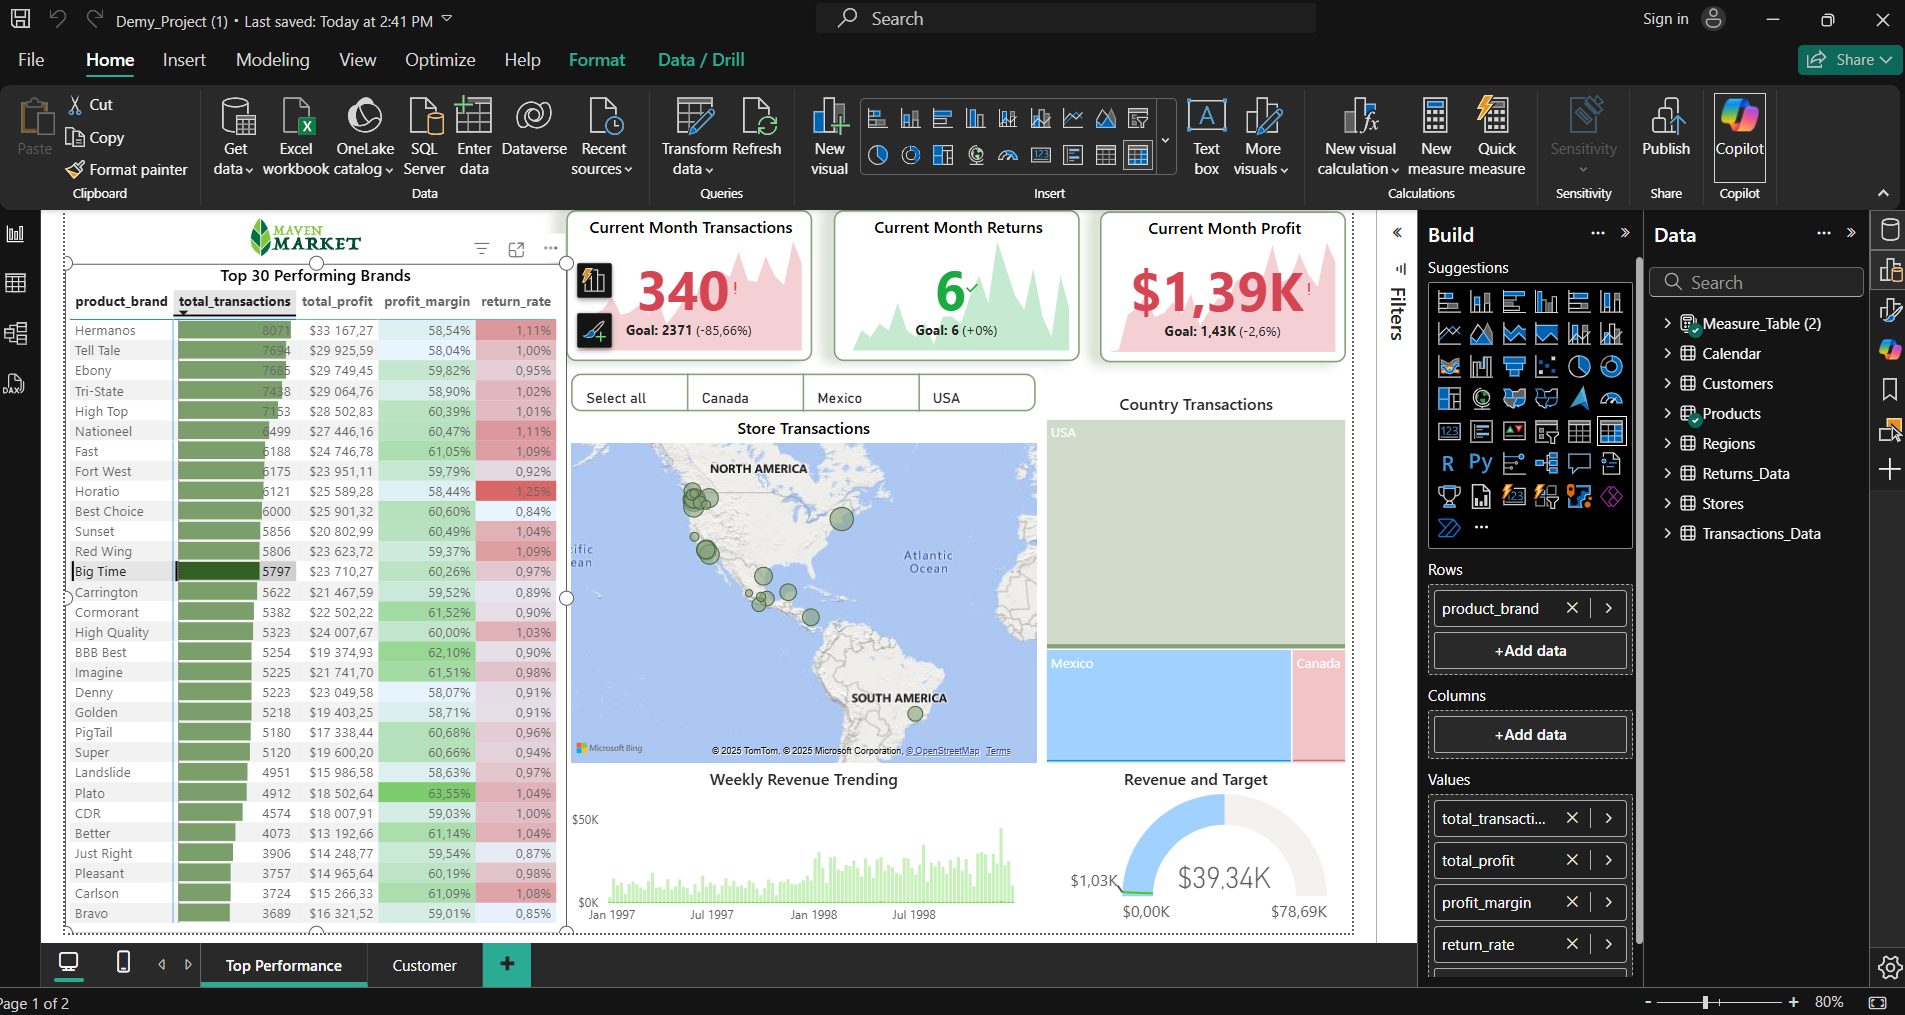 Demy_Project (1) • Last saved: Today at 2:41 PM
Search
Sign in
File
Home
Insert
Modeling
View
Optimize
Help
Format
Data / Drill
Share
Paste
Cut
Copy
Format painter
Clipboard
Get data
Excel workbook
OneLake catalog
SQL Server
Enter data
Dataverse
Recent sources
Data
Transform data
Refresh
Queries
New visual
Text box
More visuals
Insert
New visual calculation
New measure
Quick measure
Calculations
Sensitivity
Sensitivity
Publish
Share
Copilot
Copilot
MAVEN
MARKET
Top 30 Performing Brands
product_brand total_transactions total_profit profit_margin return_rate
Hermanos 8071 $33 167,27 58,54% 1,11%
Tell Tale 7694 $29 925,59 58,04% 1,00%
Ebony 7685 $29 749,45 59,82% 0,95%
Tri-State 7438 $29 064,76 58,90% 1,02%
High Top 7153 $28 502,83 60,39% 1,01%
Nationeel 6499 $27 446,16 60,47% 1,11%
Fast 6188 $24 746,78 61,05% 1,09%
Fort West 6175 $23 951,11 59,79% 0,92%
Horatio 6121 $25 589,28 58,44% 1,25%
Best Choice 6000 $25 901,32 60,60% 0,84%
Sunset 5856 $20 802,99 60,49% 1,04%
Red Wing 5806 $23 623,72 59,37% 1,09%
Big Time 5797 $23 710,27 60,26% 0,97%
Carrington 5622 $21 467,59 59,52% 0,89%
Cormorant 5382 $22 502,22 61,52% 0,90%
High Quality 5323 $24 007,67 60,00% 1,03%
BBB Best 5254 $19 374,93 62,10% 0,90%
Imagine 5225 $21 741,70 61,51% 0,98%
Denny 5223 $23 049,58 58,07% 0,91%
Golden 5218 $19 403,25 58,71% 0,91%
PigTail 5180 $17 338,44 60,68% 0,96%
Super 5120 $19 600,20 60,66% 0,94%
Landslide 4951 $15 986,58 58,63% 0,97%
Plato 4912 $18 502,64 63,55% 1,04%
CDR 4574 $18 007,91 59,03% 1,00%
Better 4073 $13 192,66 61,14% 1,04%
Just Right 3906 $14 248,77 59,54% 0,87%
Pleasant 3757 $14 965,64 60,19% 0,98%
Carlson 3724 $15 266,33 61,09% 1,08%
Bravo 3689 $16 321,52 59,01% 0,85%
Current Month Transactions
340!
Goal: 2371 (-85,66%)
Current Month Returns
6
Goal: 6 (+0%)
Current Month Profit
$1,39K!
Goal: 1,43K (-2,6%)
Select all
Canada
Mexico
USA
Store Transactions
NORTH AMERICA
ific
ean
Atlantic
Ocean
SOUTH AMERICA
Microsoft Bing
© 2025 TomTom, © 2025 Microsoft Corporation, © OpenStreetMap Terms
Country Transactions
USA
Mexico
Canada
Weekly Revenue Trending
$50K
$0K
Jan 1997
Jul 1997
Jan 1998
Jul 1998
Revenue and Target
$1,03K
$39,34K
$0,00K
$78,69K
Filters
Build
Suggestions
123
R
Py
123
Rows
product_brand
+Add data
Columns
+Add data
Values
total_transacti...
total_profit
profit_margin
return_rate
Data
Search
Measure_Table (2)
Calendar
Customers
Products
Regions
Returns_Data
Stores
Transactions_Data
DAX
Top Performance
Customer
+
Page 1 of 2
- + 80%